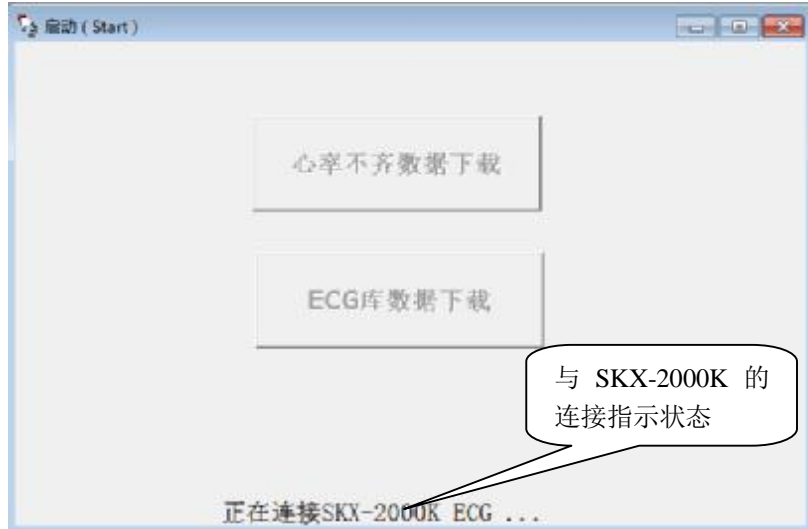 启动 ( Start )
心率不齐数据下载
ECG库数据下载
与 SKX-2000K 的
连接指示状态
正在连接SKX-2000K ECG ...